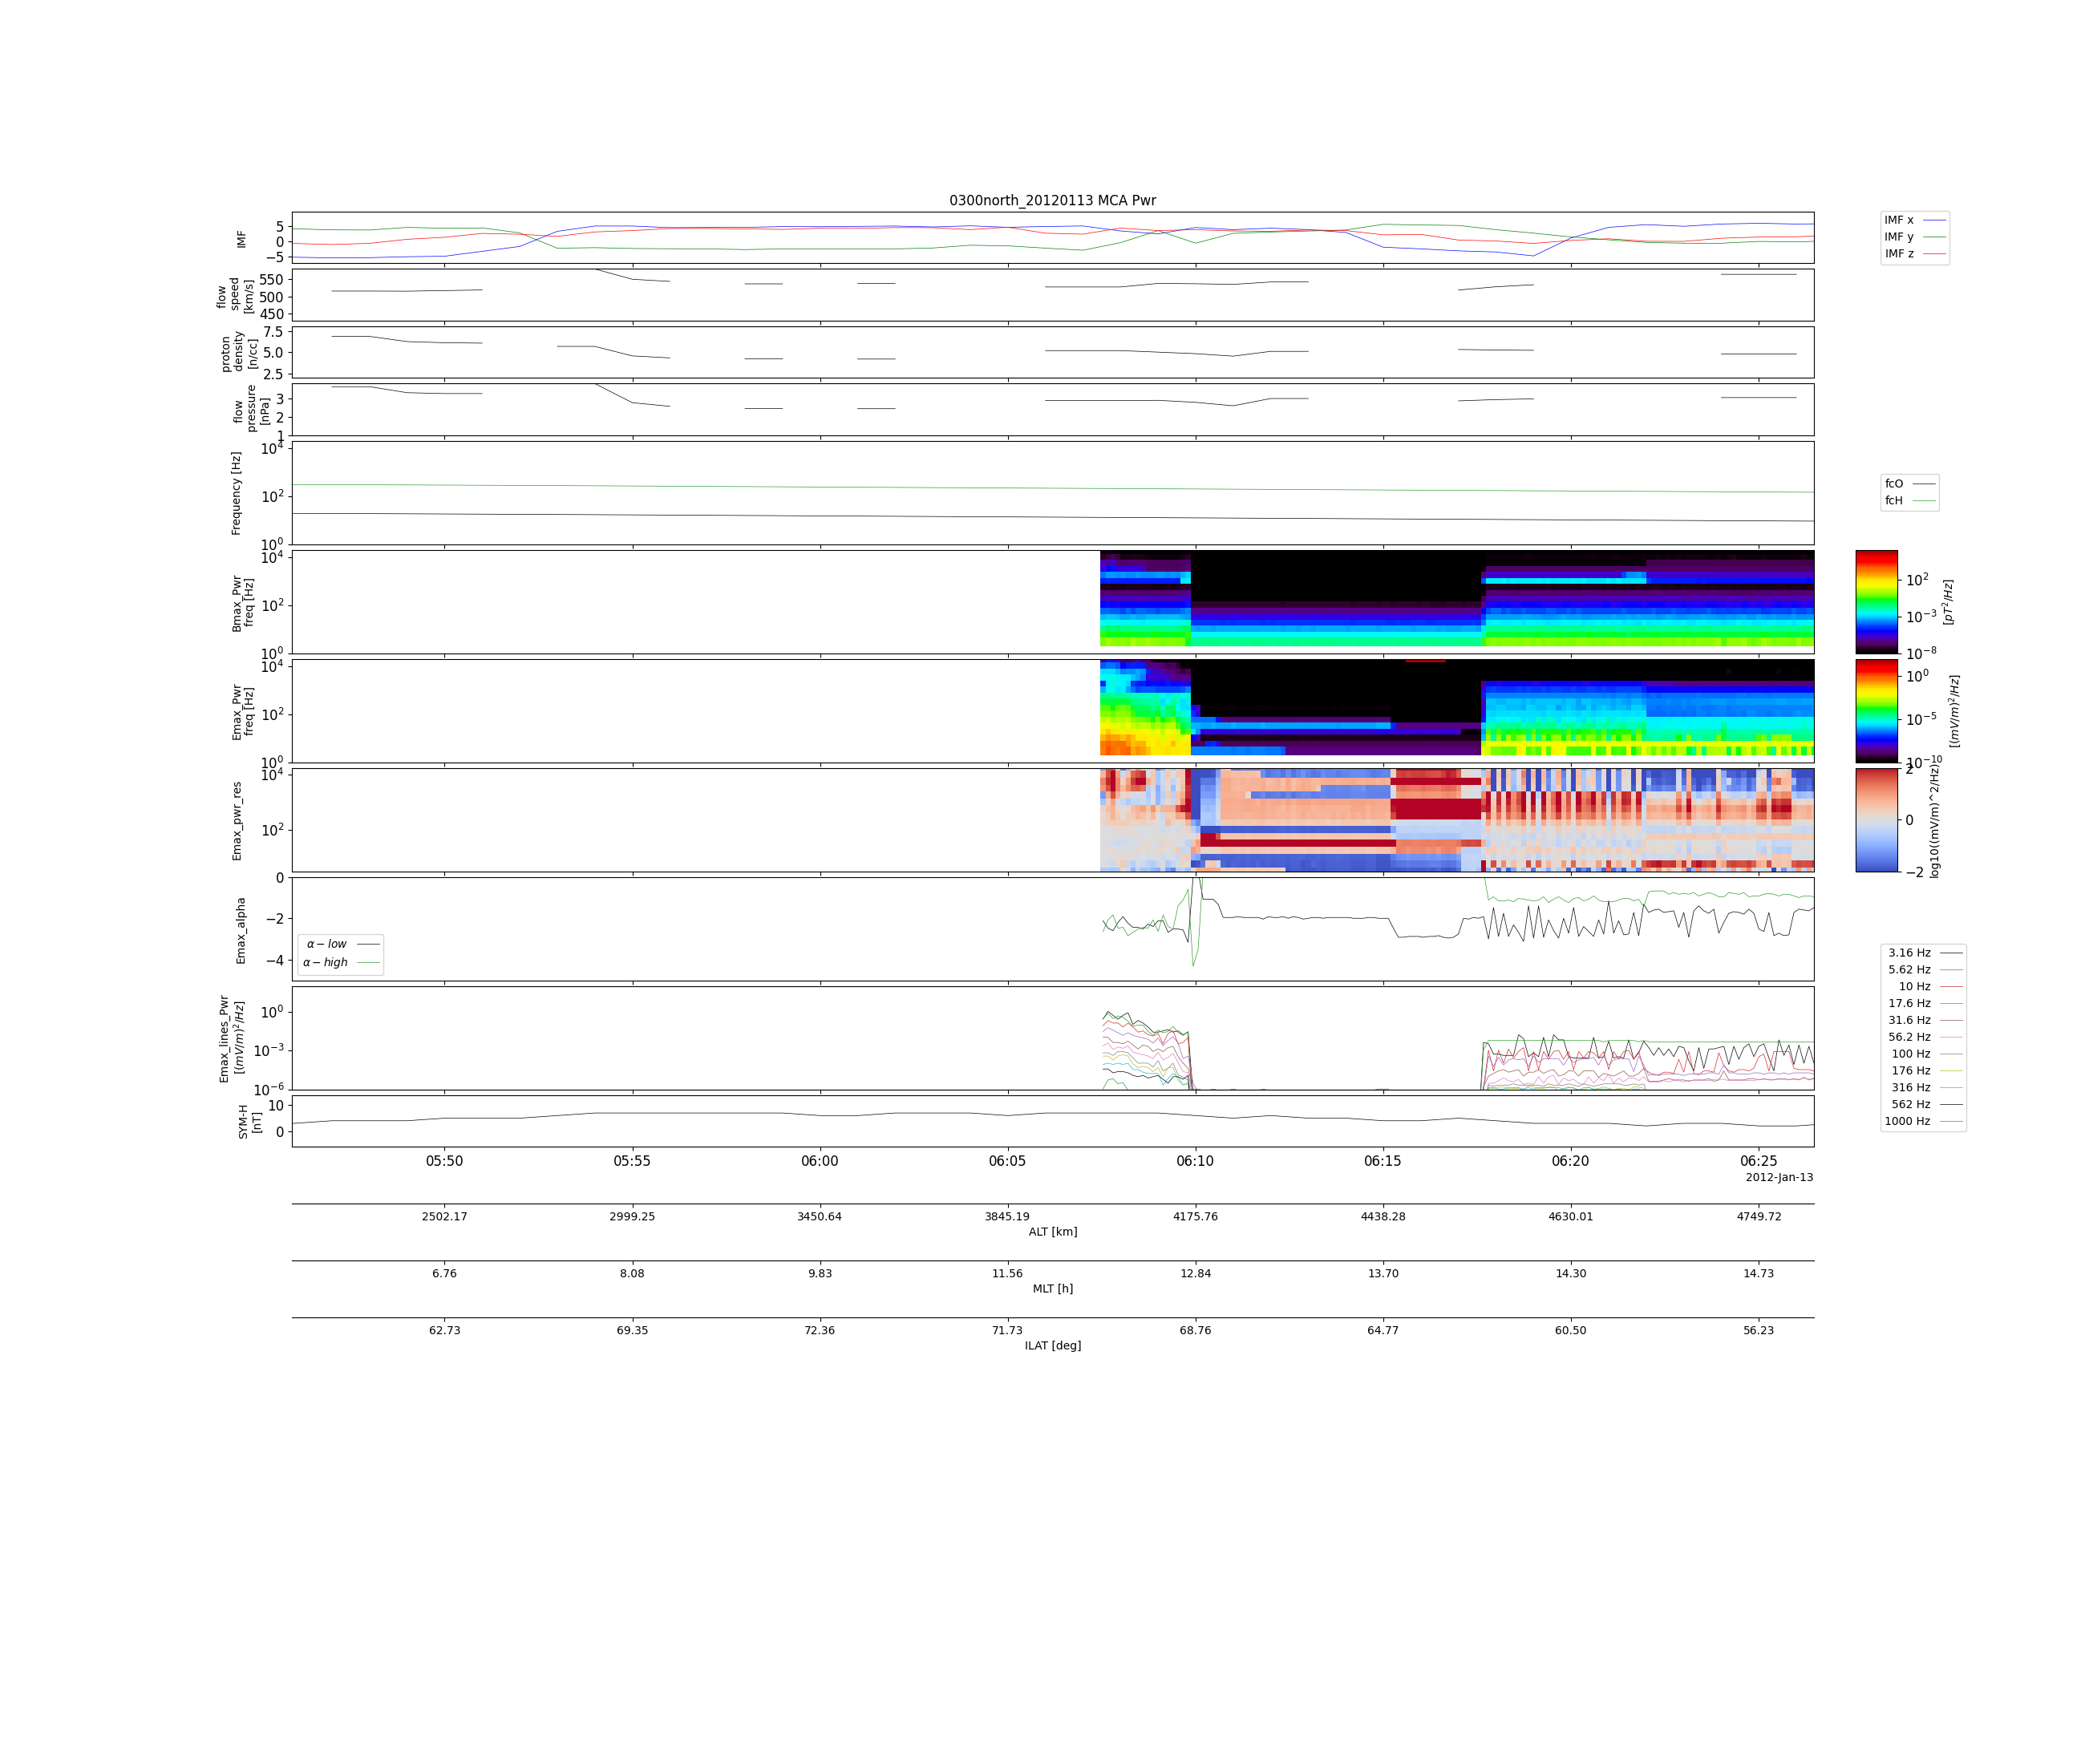 0300north_20120113 MCA Pwr
IMF
5
0
−5
IMF x
IMF y
IMF z
flow
speed
[km/s]
550
500
450
proton
density
[n/cc]
7.5
5.0
2.5
flow
pressure
[nPa]
3
2
1
Frequency [Hz]
10^4
10^2
10^0
fcO
fcH
Bmax_Pwr
freq [Hz]
10^4
10^2
10^0
10^2
10^−3
10^−8
[pT^2/Hz]
Emax_Pwr
freq [Hz]
10^4
10^2
10^0
10^0
10^−5
10^−10
[(mV/m)^2/Hz]
Emax_pwr_res
10^4
10^2
2
0
−2
log10((mV/m)^2/Hz)
Emax_alpha
0
−2
−4
α − low
α − high
Emax_lines_Pwr
[(mV/m)^2/Hz]
10^0
10^−3
10^−6
3.16 Hz
5.62 Hz
10 Hz
17.6 Hz
31.6 Hz
56.2 Hz
100 Hz
176 Hz
316 Hz
562 Hz
1000 Hz
SYM-H
[nT]
10
0
05:50 05:55 06:00 06:05 06:10 06:15 06:20 06:25
2012-Jan-13
2502.17 2999.25 3450.64 3845.19 4175.76 4438.28 4630.01 4749.72
ALT [km]
6.76 8.08 9.83 11.56 12.84 13.70 14.30 14.73
MLT [h]
62.73 69.35 72.36 71.73 68.76 64.77 60.50 56.23
ILAT [deg]